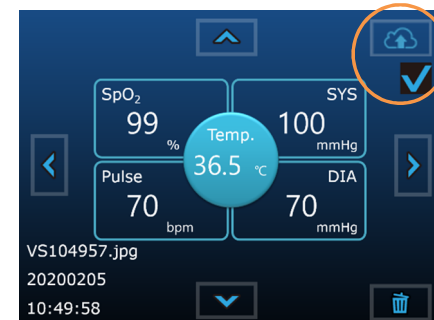 SpO₂
99
%
SYS
100
mmHg
Temp.
36.5 ℃
Pulse
70
bpm
DIA
70
mmHg
VS104957.jpg
20200205
10:49:58